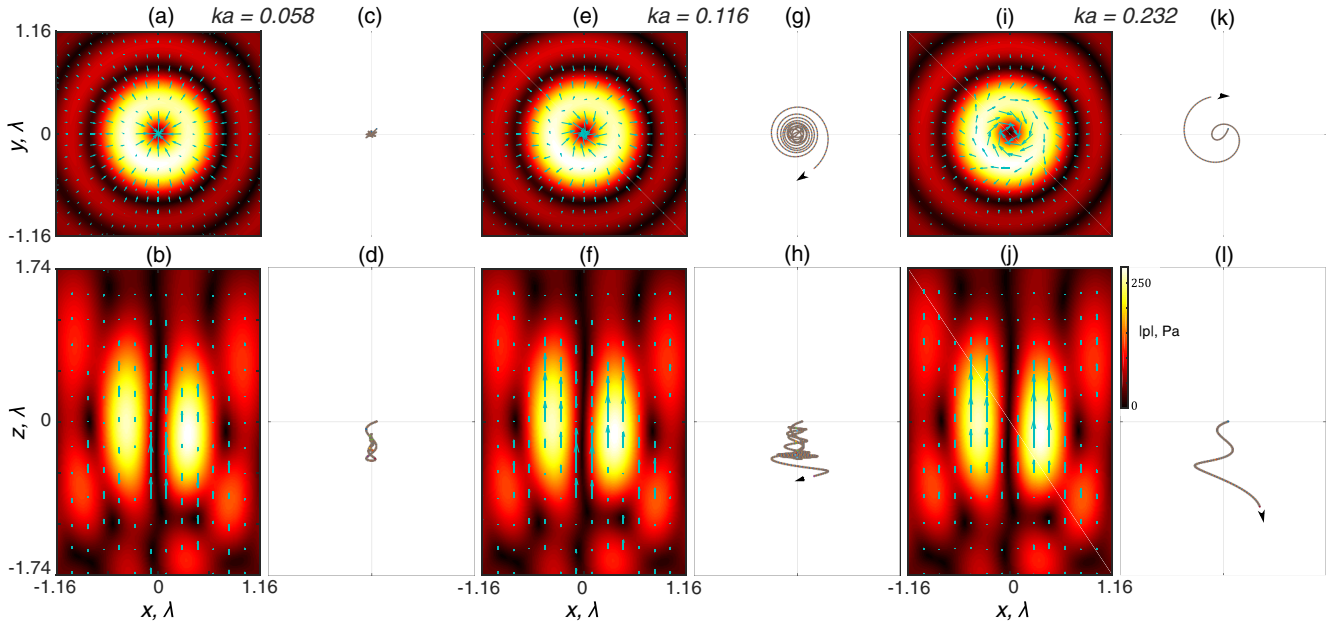 (a) ka = 0.058 (c) (e) ka = 0.116 (g) (i) ka = 0.232 (k)
1.16
y, λ
0
-1.16
(b) (d) (f) (h) (j) (l)
1.74
250
|p|, Pa
z, λ
0
0
-1.74
-1.16 0 1.16 -1.16 0 1.16 -1.16 0 1.16
x, λ x, λ x, λ